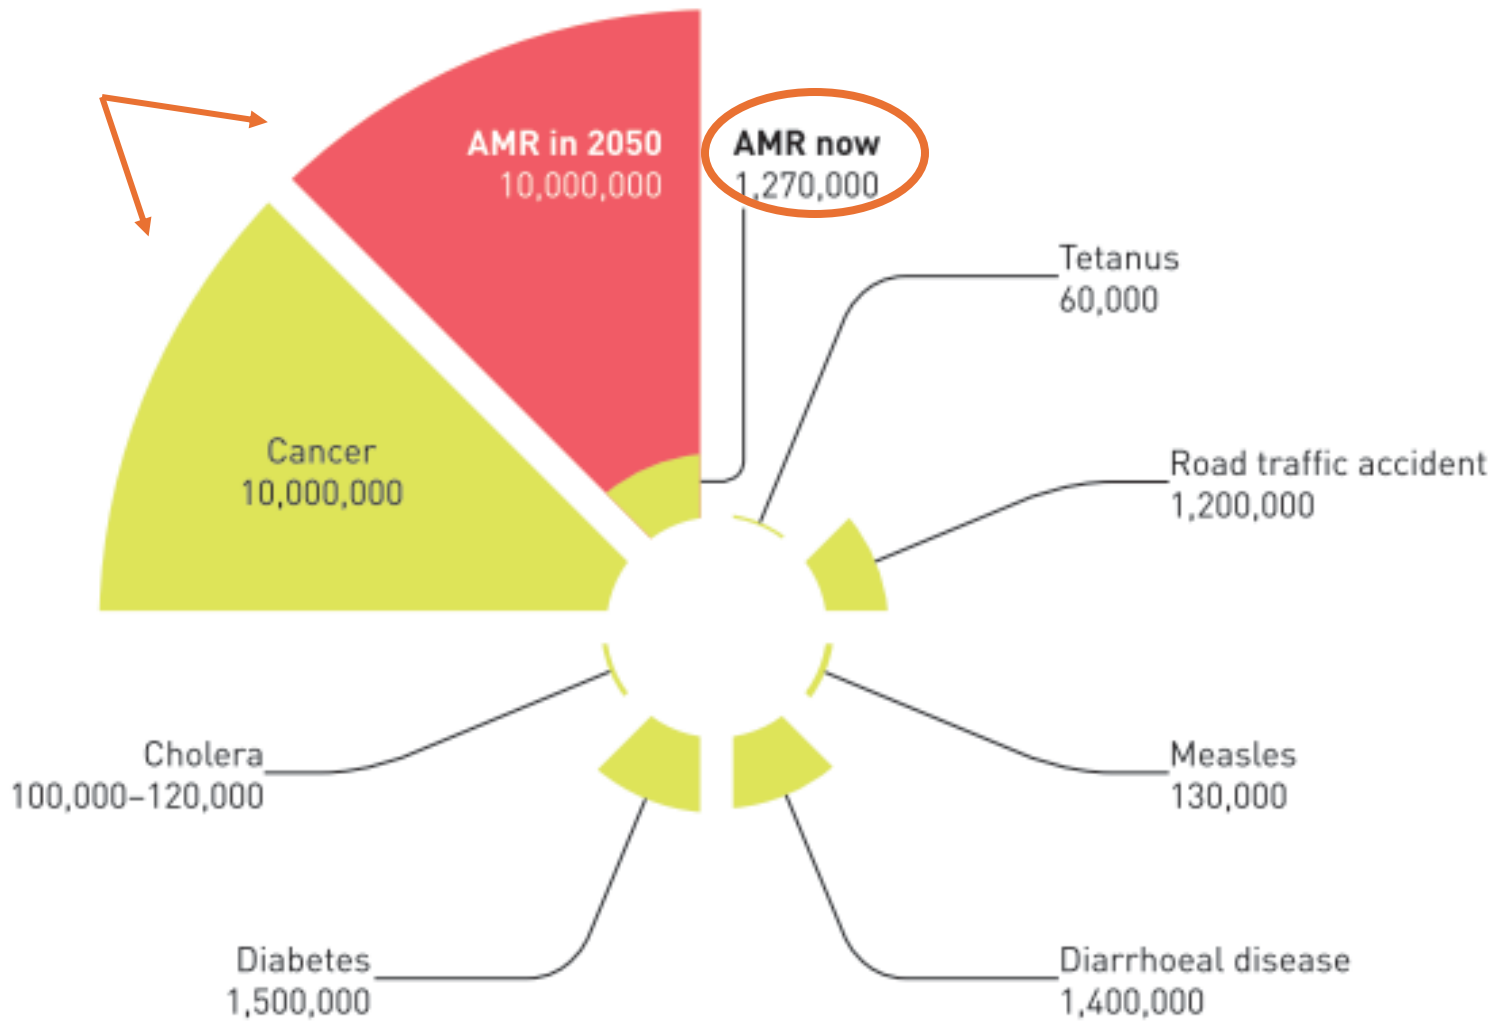 AMR in 2050
10,000,000
AMR now
1,270,000
Tetanus
60,000
Road traffic accident
1,200,000
Cancer
10,000,000
Cholera
100,000–120,000
Measles
130,000
Diabetes
1,500,000
Diarrhoeal disease
1,400,000